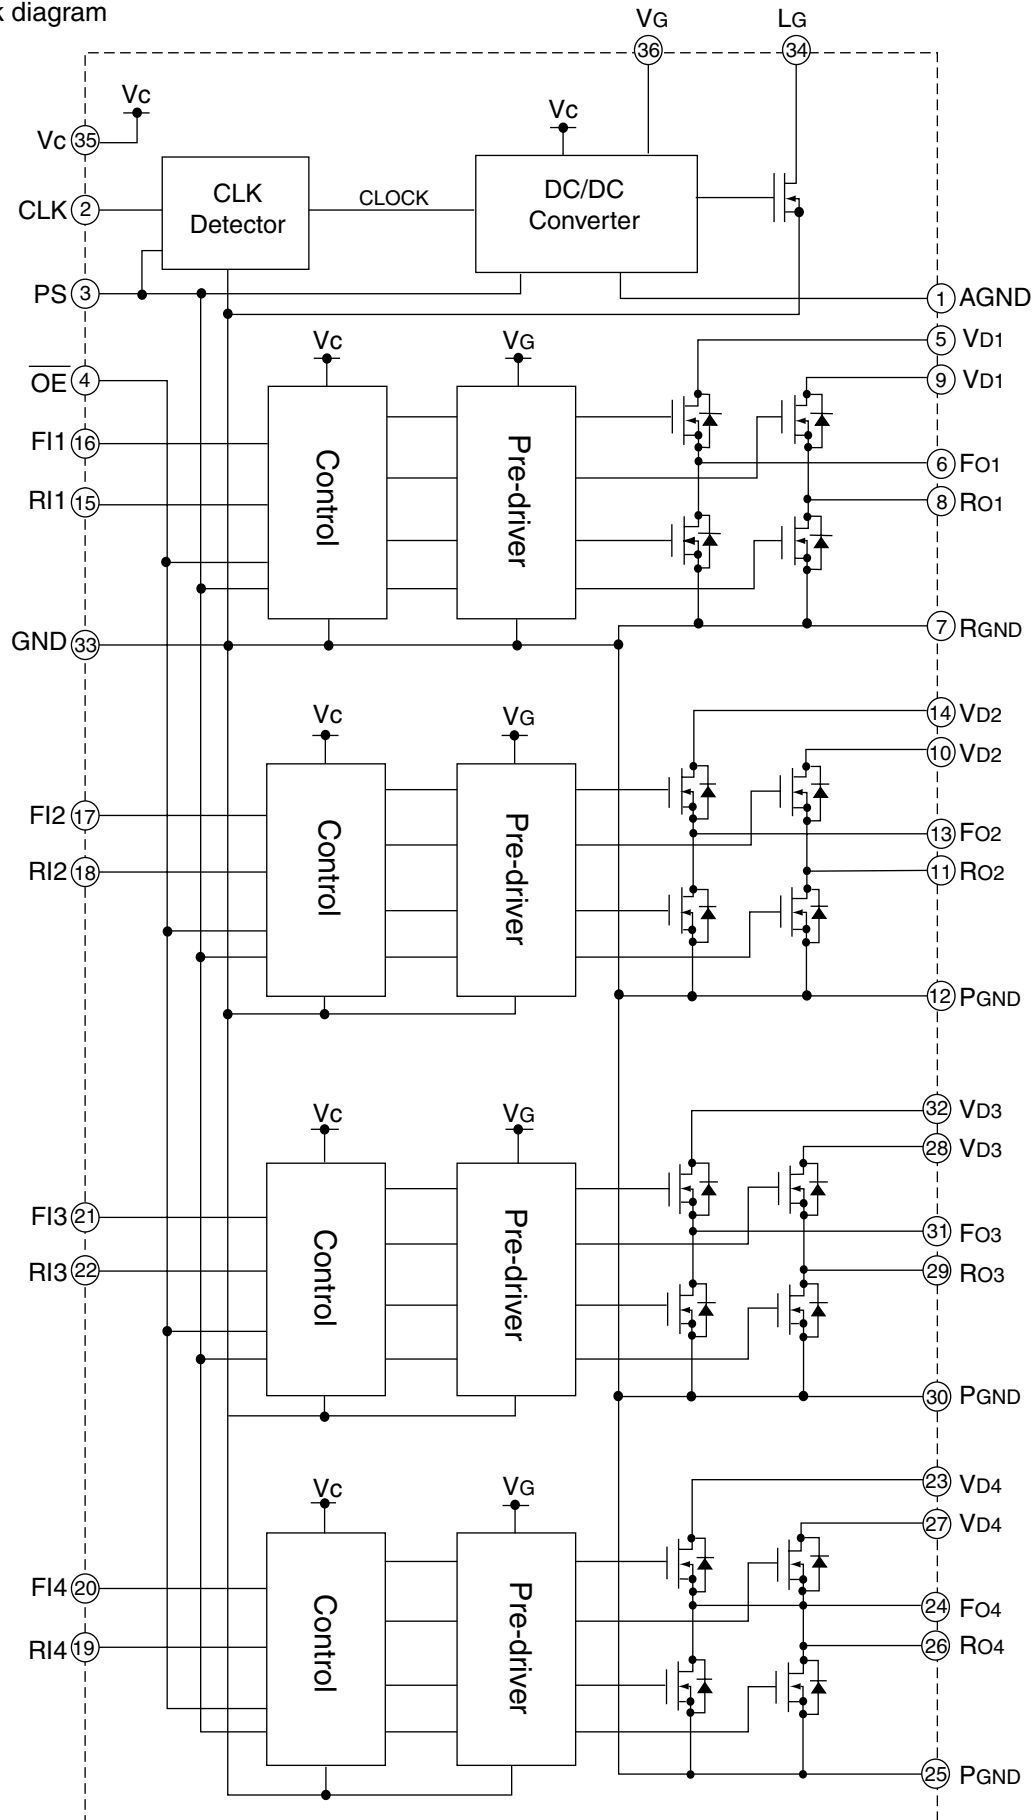 k diagram
VG LG
36 34
Vc
Vc
Vc 35
CLK 2
CLK
Detector
CLOCK
DC/DC
Converter
PS 3
1 AGND
5 VD1
Vc VG
OE 4
9 VD1
FI1 16
6 FO1
RI1 15
8 RO1
Control
Pre-driver
7 RGND
GND 33
Vc VG
14 VD2
10 VD2
FI2 17
13 FO2
RI2 18
11 RO2
Control
Pre-driver
12 PGND
Vc VG
32 VD3
28 VD3
FI3 21
31 FO3
RI3 22
29 RO3
Control
Pre-driver
30 PGND
Vc VG
23 VD4
27 VD4
FI4 20
24 FO4
RI4 19
26 RO4
Control
Pre-driver
25 PGND